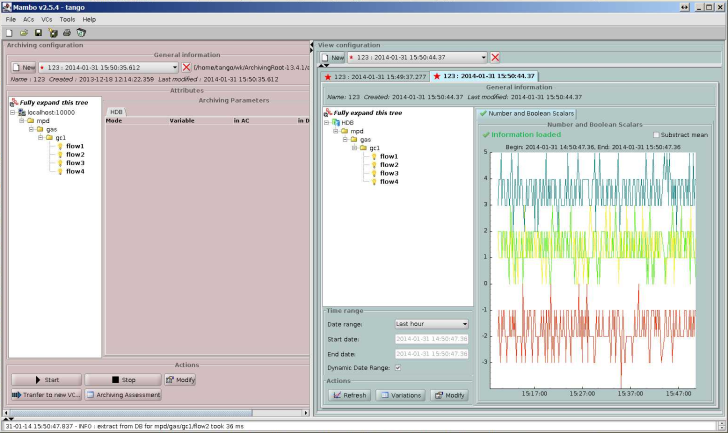 Mambo v2.5.4 - tango
File ACs VCs Tools Help
Archiving configuration
General information
New 123 : 2014-01-31 15:50:35.612 (/home/tango/wk/ArchivingRoot-13.4.1/
Name : 123 Created : 2013-12-18 12:14:22.359 Last modified : 2014-01-31 15:50:35.612
Attributes
Fully expand this tree
localhost:10000
mpd
gas
gc1
flow1
flow2
flow3
flow4
Archiving Parameters
HDB
Mode Variable in AC in D
Actions
Start Stop Modify
Tranfer to new VC... Archiving Assessment
View configuration
New 123 : 2014-01-31 15:50:44.37
123 : 2014-01-31 15:49:37.277 123 : 2014-01-31 15:50:44.37
General information
Name: 123 Created: 2014-01-31 15:50:44.37 Last modified: 2014-01-31 15:50:44.37
Fully expand this tree
HDB
mpd
gas
gc1
flow1
flow2
flow3
flow4
Time range
Date range: Last hour
Start date: 2014-01-31 14:50:47.36
End date: 2014-01-31 15:50:47.36
Dynamic Date Range:
Actions
Refresh Variations Modify
Number and Boolean Scalars
Number and Boolean Scalars
Information loaded Substract mean
Begin: 2014-01-31 14:50:47.36, End: 2014-01-31 15:50:47.36
5
4
3
2
1
0
-1
-2
-3
15:17:00 15:27:00 15:37:00 15:47:00
31-01-14 15:50:47.837 - INFO : extract from DB for mpd/gas/gc1/flow2 took 36 ms